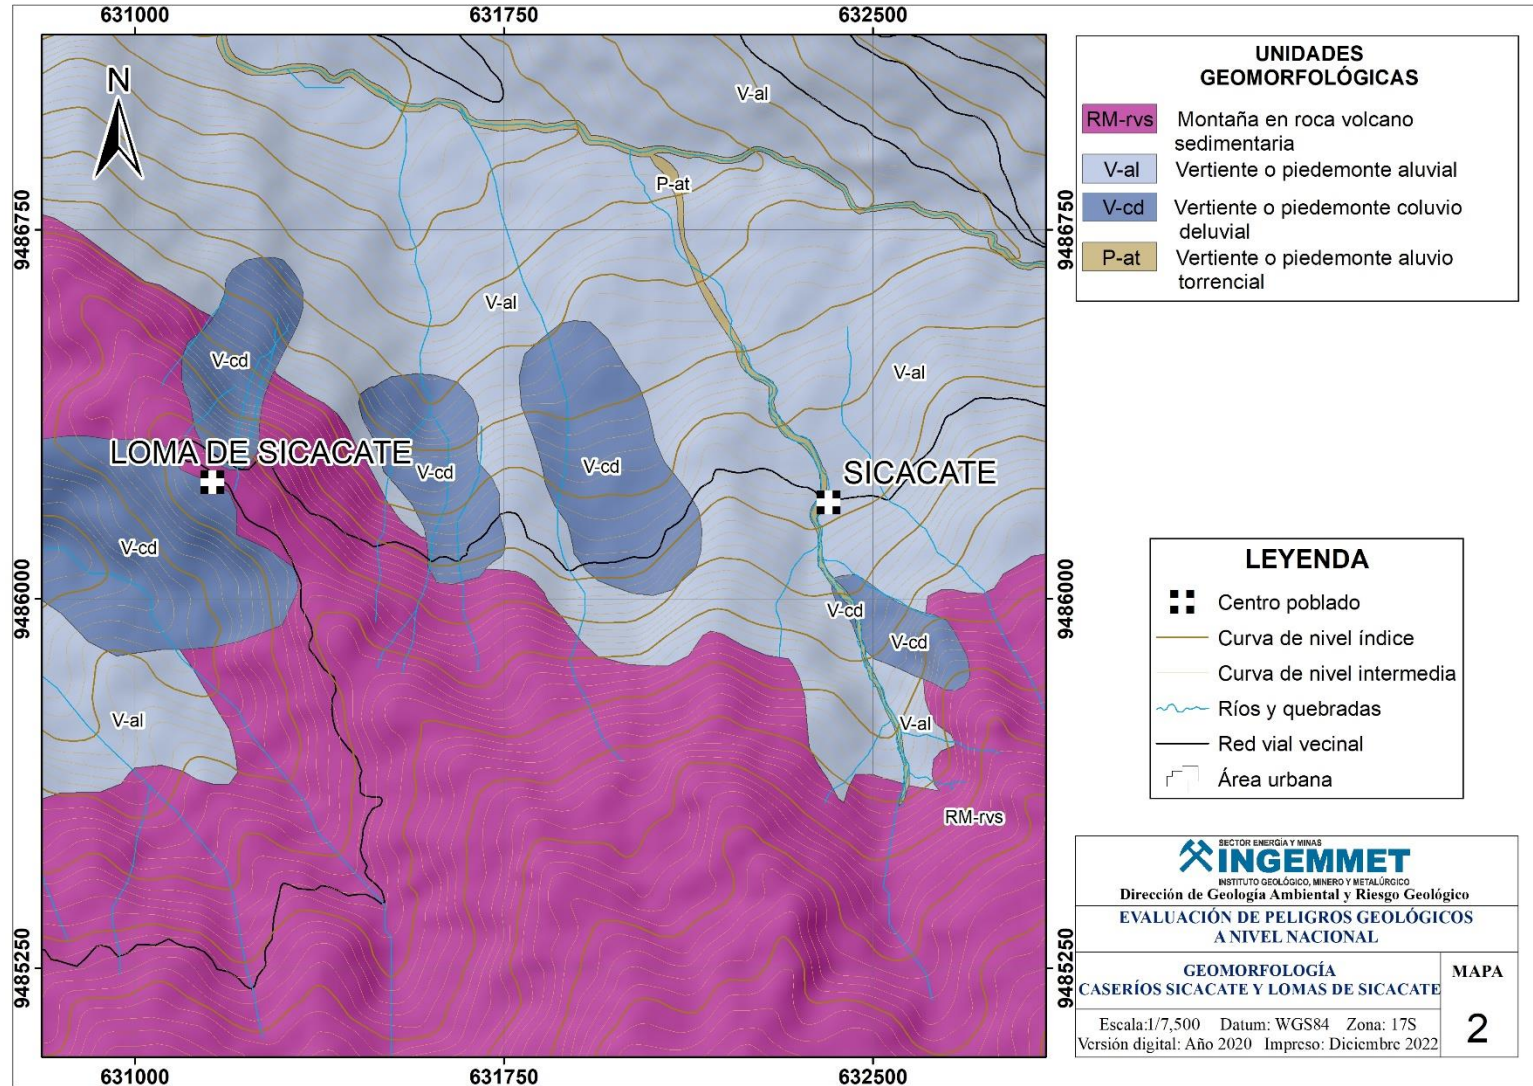 631000
631750
632500
N
V-al
P-at
9486750
9486750
V-al
V-cd
V-al
LOMA DE SICACATE
V-cd
V-cd
SICACATE
V-cd
9486000
9486000
V-cd
V-cd
V-al
V-al
RM-rvs
9485250
9485250
631000
631750
632500
UNIDADES
GEOMORFOLÓGICAS
RM-rvs Montaña en roca volcano
sedimentaria
V-al Vertiente o piedemonte aluvial
V-cd Vertiente o piedemonte coluvio
deluvial
P-at Vertiente o piedemonte aluvio
torrencial
LEYENDA
Centro poblado
Curva de nivel índice
Curva de nivel intermedia
Ríos y quebradas
Red vial vecinal
Área urbana
SECTOR ENERGÍA Y MINAS
INGEMMET
INSTITUTO GEOLÓGICO, MINERO Y METALÚRGICO
Dirección de Geología Ambiental y Riesgo Geológico
EVALUACIÓN DE PELIGROS GEOLÓGICOS
A NIVEL NACIONAL
GEOMORFOLOGÍA
CASERÍOS SICACATE Y LOMAS DE SICACATE
MAPA
2
Escala:1/7,500 Datum: WGS84 Zona: 17S
Versión digital: Año 2020 Impreso: Diciembre 2022